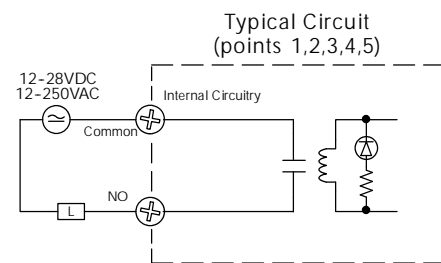 Typical Circuit
(points 1,2,3,4,5)
12-28VDC
12-250VAC
Internal Circuitry
Common
NO
L